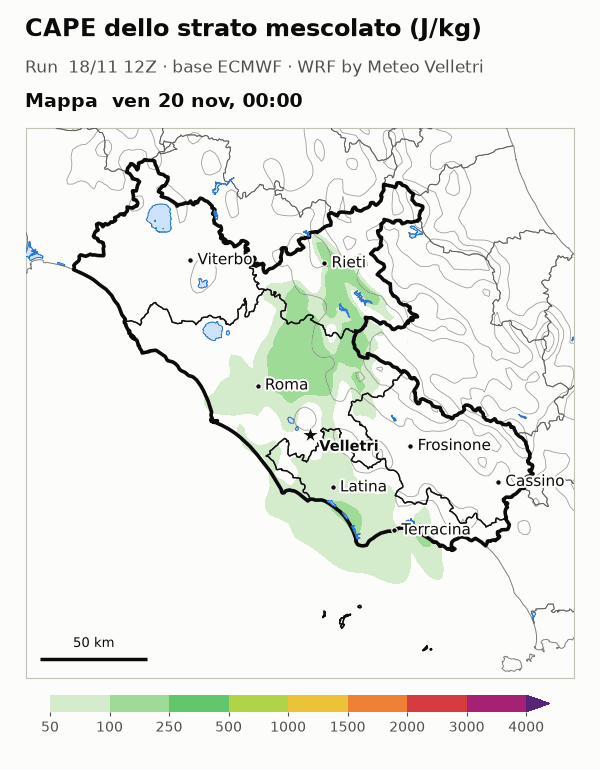 CAPE dello strato mescolato (J/kg)
Run 18/11 12Z · base ECMWF · WRF by Meteo Velletri
Mappa ven 20 nov, 00:00
Viterbo
Rieti
Roma
Velletri
Frosinone
Latina
Cassino
Terracina
50 km
50 100 250 500 1000 1500 2000 3000 4000